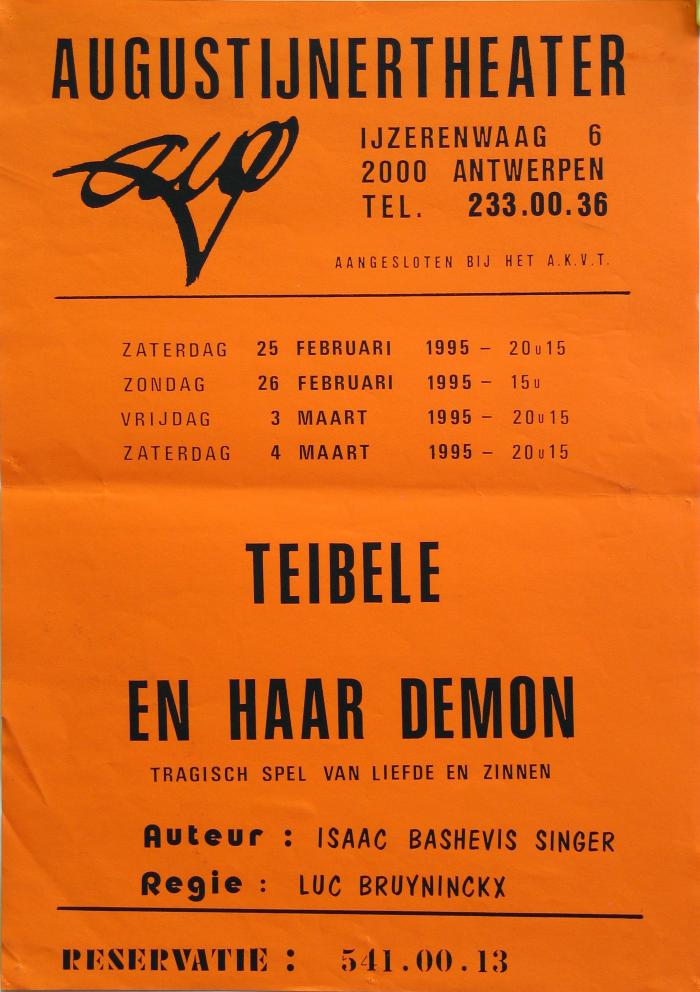 AUGUSTIJNERTHEATER
IJZERENWAAG 6
2000 ANTWERPEN
TEL. 233.00.36
AANGESLOTEN BIJ HET A.K.V.T.
ZATERDAG 25 FEBRUARI 1995 – 20u15
ZONDAG 26 FEBRUARI 1995 – 15u
VRIJDAG 3 MAART 1995 – 20u15
ZATERDAG 4 MAART 1995 – 20u15
TEIBELE
EN HAAR DEMON
TRAGISCH SPEL VAN LIEFDE EN ZINNEN
Auteur : ISAAC BASHEVIS SINGER
Regie : LUC BRUYNINCKX
RESERVATIE : 541.00.13